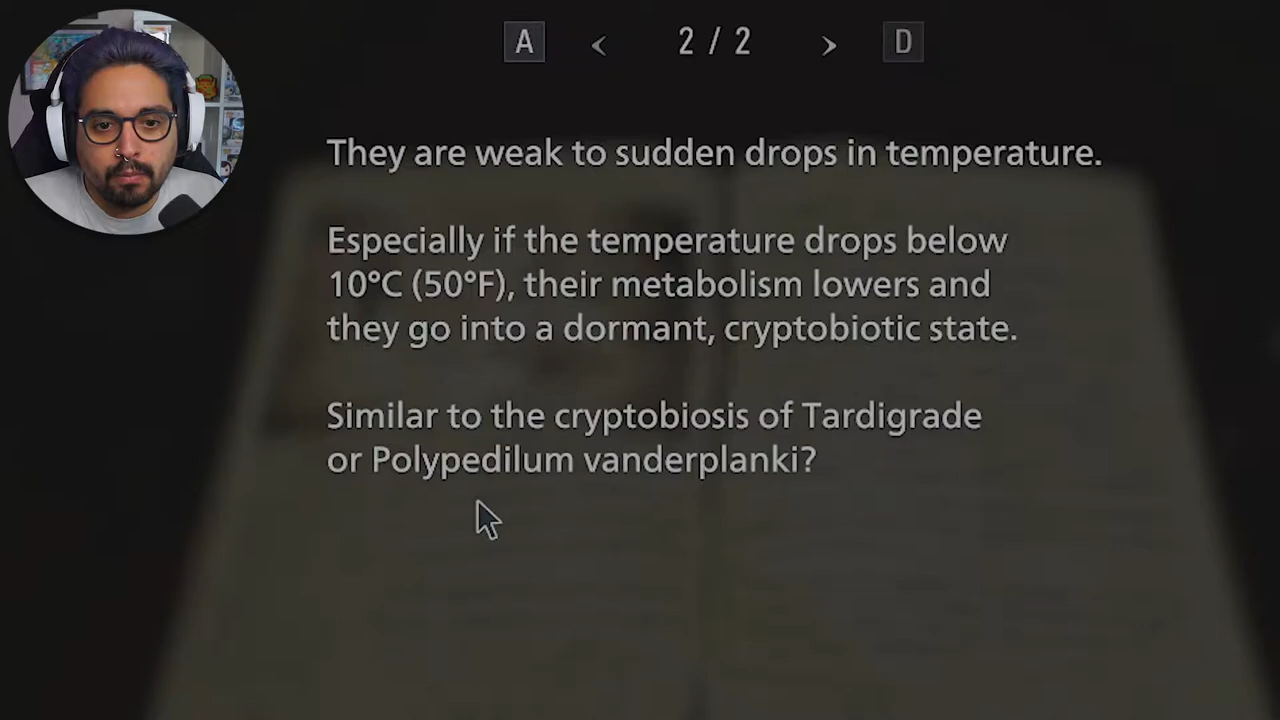 A < 2 / 2 > D
They are weak to sudden drops in temperature.
Especially if the temperature drops below
10°C (50°F), their metabolism lowers and
they go into a dormant, cryptobiotic state.
Similar to the cryptobiosis of Tardigrade
or Polypedilum vanderplanki?